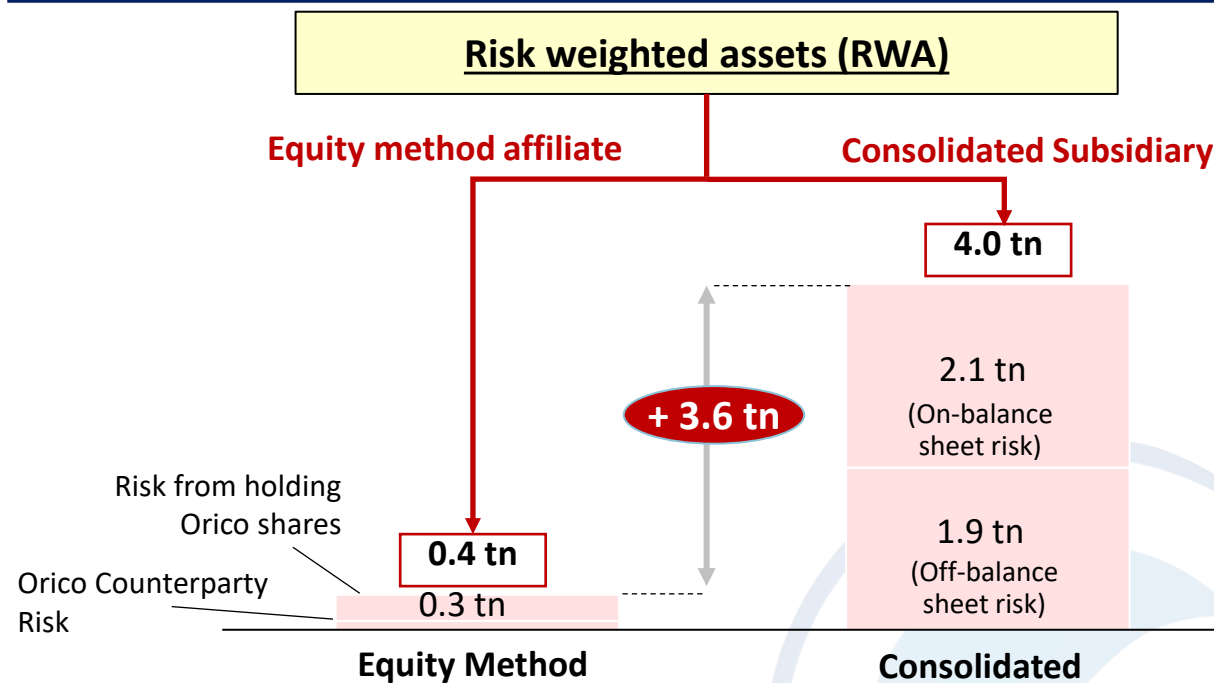 Risk weighted assets (RWA)
Equity method affiliate
Consolidated Subsidiary
4.0 tn
2.1 tn
(On-balance
sheet risk)
+ 3.6 tn
Risk from holding
Orico shares
0.4 tn
1.9 tn
(Off-balance
sheet risk)
Orico Counterparty
Risk
0.3 tn
Equity Method
Consolidated